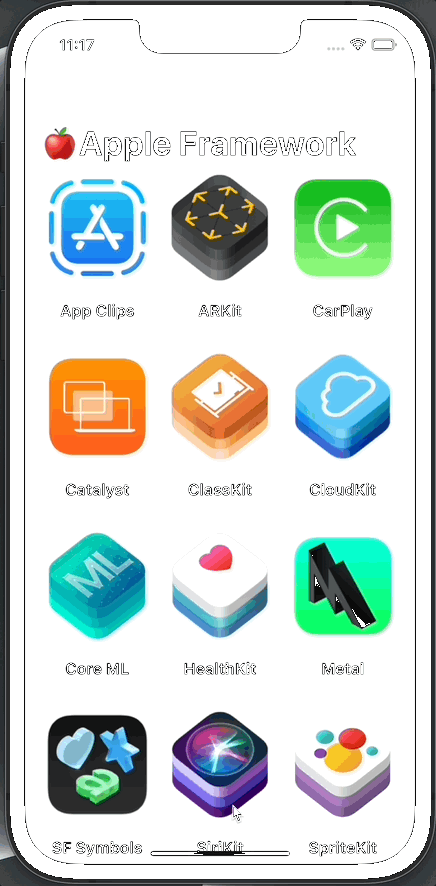 11:17
🍎Apple Framework
App Clips ARKit CarPlay
Catalyst ClassKit CloudKit
ML
Core ML HealthKit Metal
a
SF Symbols SiriKit SpriteKit